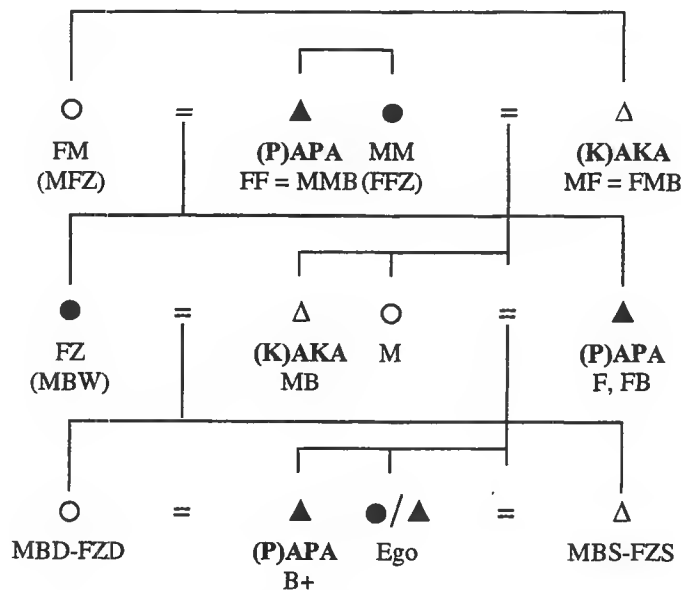 = =
FM (P)APA MM (K)AKA
(MFZ) FF = MMB (FFZ) MF = FMB
= =
FZ (K)AKA M (P)APA
(MBW) MB F, FB
/
= =
MBD-FZD (P)APA Ego MBS-FZS
B+